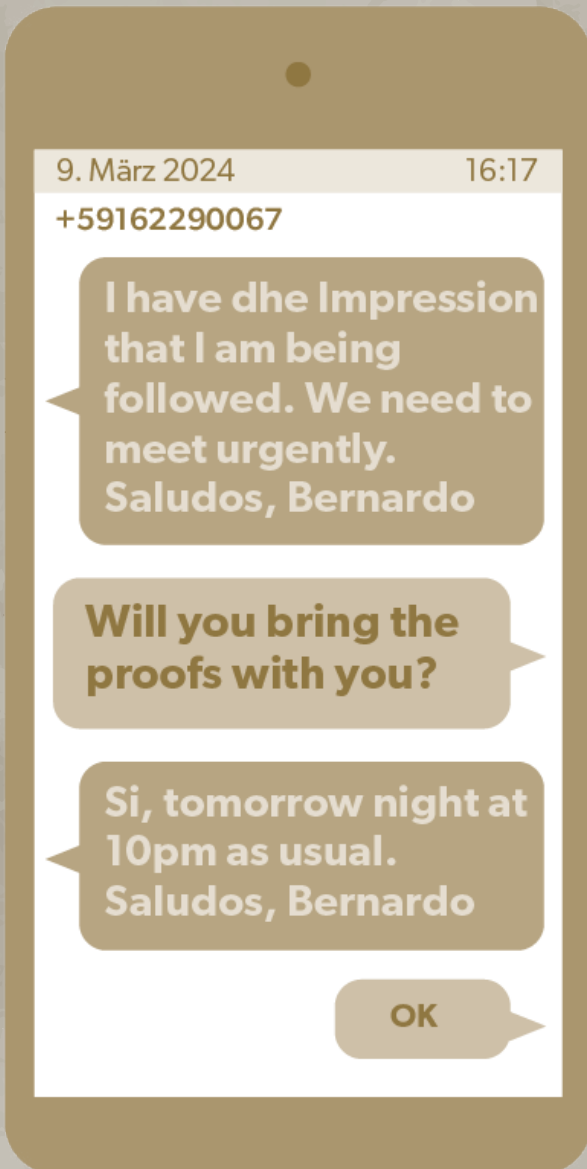 9. März 2024 16:17
+59162290067
I have dhe Impression
that I am being
followed. We need to
meet urgently.
Saludos, Bernardo
Will you bring the
proofs with you?
Si, tomorrow night at
10pm as usual.
Saludos, Bernardo
OK